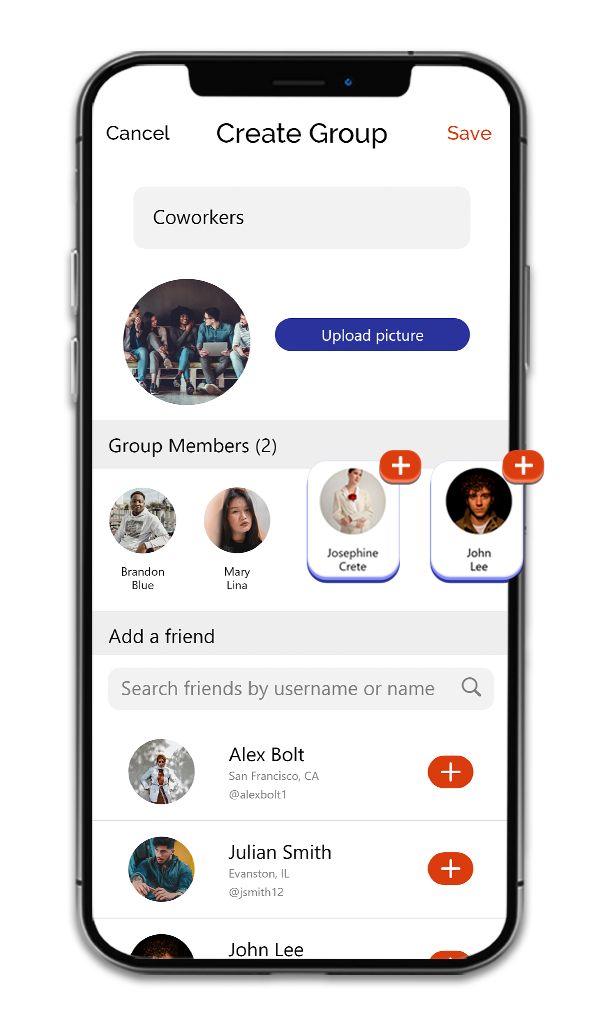 Cancel Create Group Save
Coworkers
Upload picture
Group Members (2)
Brandon
Blue
Mary
Lina
Josephine
Crete
John
Lee
Add a friend
Search friends by username or name
Alex Bolt
San Francisco, CA
@alexbolt1
Julian Smith
Evanston, IL
@jsmith12
John Lee